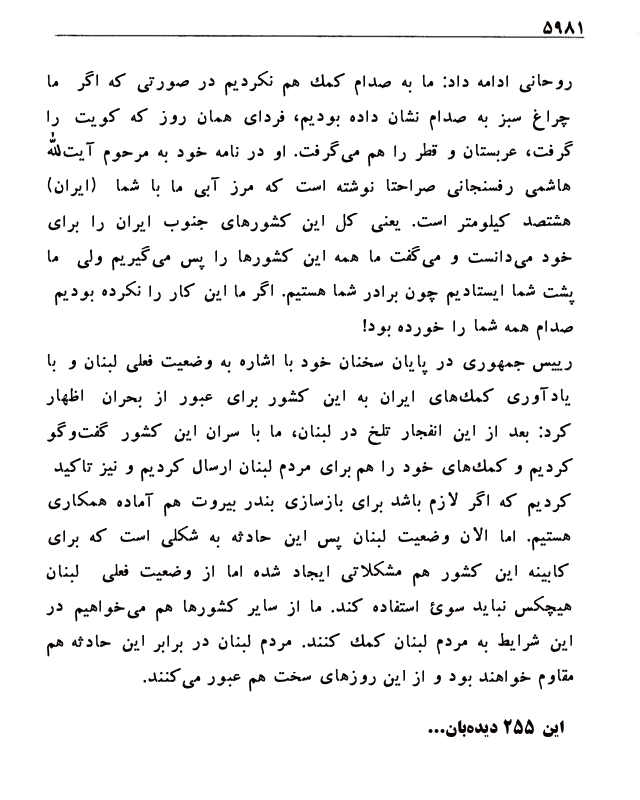 ۵۹۸۱
روحانی ادامه داد: ما به صدام کمك هم نکردیم در صورتی که اگر ما
چراغ سبز به صدام نشان داده بودیم، فردای همان روز که کویت را
گرفت، عربستان و قطر را هم می‌گرفت. او در نامه خود به مرحوم آیت‌الله
هاشمی رفسنجانی صراحتا نوشته است که مرز آبی ما با شما (ایران)
هشتصد کیلومتر است. یعنی کل این کشورهای جنوب ایران را برای
خود می‌دانست و می‌گفت ما همه این کشورها را پس می‌گیریم ولی ما
پشت شما ایستادیم چون برادر شما هستیم. اگر ما این کار را نکرده بودیم
صدام همه شما را خورده بود!
رییس جمهوری در پایان سخنان خود با اشاره به وضعیت فعلی لبنان و با
یادآوری کمك‌های ایران به این کشور برای عبور از بحران اظهار
کرد: بعد از این انفجار تلخ در لبنان، ما با سران این کشور گفت‌وگو
کردیم و کمك‌های خود را هم برای مردم لبنان ارسال کردیم و نیز تاکید
کردیم که اگر لازم باشد برای بازسازی بندر بیروت هم آماده همکاری
هستیم. اما الان وضعیت لبنان پس این حادثه به شکلی است که برای
کابینه این کشور هم مشکلاتی ایجاد شده اما از وضعیت فعلی لبنان
هیچکس نباید سوئ استفاده کند. ما از سایر کشورها هم می‌خواهیم در
این شرایط به مردم لبنان کمك کنند. مردم لبنان در برابر این حادثه هم
مقاوم خواهند بود و از این روزهای سخت هم عبور می‌کنند.
این ۲۵۵ دیده‌بان...